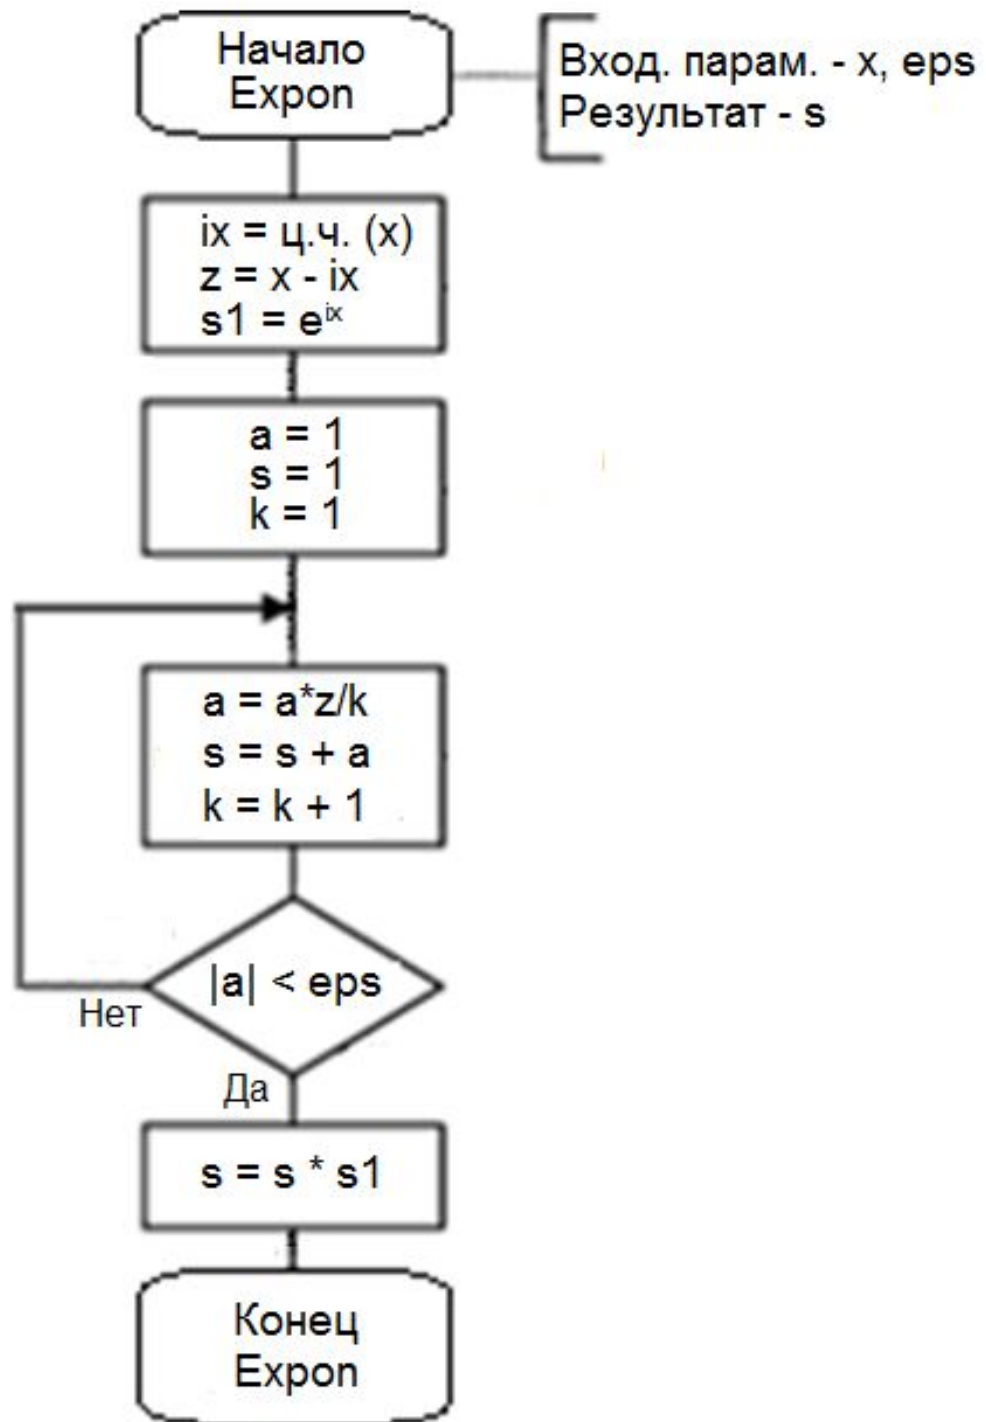 Начало
Expon
Вход. парам. - x, eps
Результат - s
ix = ц.ч. (x)
z = x - ix
s1 = e^ix
a = 1
s = 1
k = 1
a = a*z/k
s = s + a
k = k + 1
|a| < eps
Нет
Да
s = s * s1
Конец
Expon